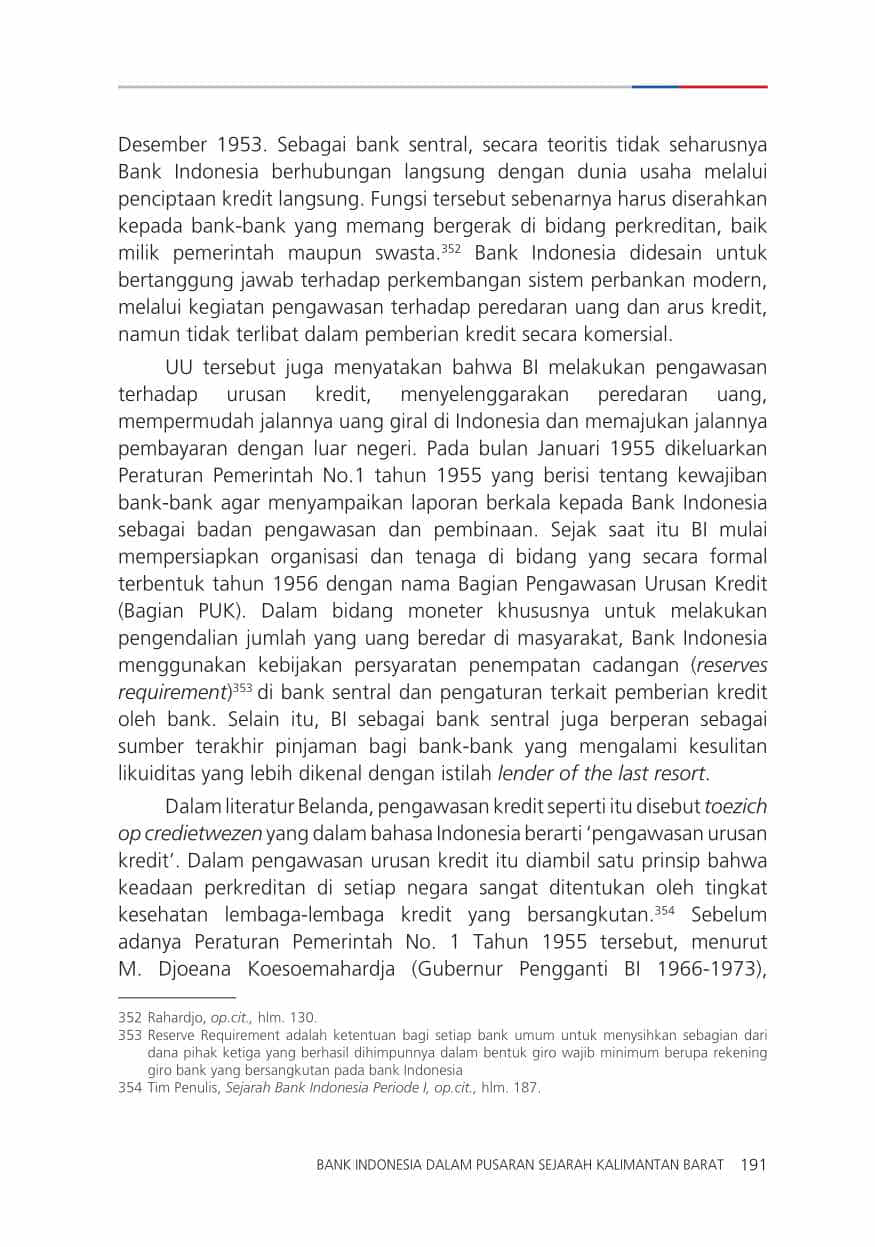 Desember 1953. Sebagai bank sentral, secara teoritis tidak seharusnya
Bank Indonesia berhubungan langsung dengan dunia usaha melalui
penciptaan kredit langsung. Fungsi tersebut sebenarnya harus diserahkan
kepada bank-bank yang memang bergerak di bidang perkreditan, baik
milik pemerintah maupun swasta.352 Bank Indonesia didesain untuk
bertanggung jawab terhadap perkembangan sistem perbankan modern,
melalui kegiatan pengawasan terhadap peredaran uang dan arus kredit,
namun tidak terlibat dalam pemberian kredit secara komersial.
UU tersebut juga menyatakan bahwa BI melakukan pengawasan
terhadap urusan kredit, menyelenggarakan peredaran uang,
mempermudah jalannya uang giral di Indonesia dan memajukan jalannya
pembayaran dengan luar negeri. Pada bulan Januari 1955 dikeluarkan
Peraturan Pemerintah No.1 tahun 1955 yang berisi tentang kewajiban
bank-bank agar menyampaikan laporan berkala kepada Bank Indonesia
sebagai badan pengawasan dan pembinaan. Sejak saat itu BI mulai
mempersiapkan organisasi dan tenaga di bidang yang secara formal
terbentuk tahun 1956 dengan nama Bagian Pengawasan Urusan Kredit
(Bagian PUK). Dalam bidang moneter khususnya untuk melakukan
pengendalian jumlah yang uang beredar di masyarakat, Bank Indonesia
menggunakan kebijakan persyaratan penempatan cadangan (reserves
requirement)353 di bank sentral dan pengaturan terkait pemberian kredit
oleh bank. Selain itu, BI sebagai bank sentral juga berperan sebagai
sumber terakhir pinjaman bagi bank-bank yang mengalami kesulitan
likuiditas yang lebih dikenal dengan istilah lender of the last resort.
Dalam literatur Belanda, pengawasan kredit seperti itu disebut toezich
op credietwezen yang dalam bahasa Indonesia berarti ‘pengawasan urusan
kredit’. Dalam pengawasan urusan kredit itu diambil satu prinsip bahwa
keadaan perkreditan di setiap negara sangat ditentukan oleh tingkat
kesehatan lembaga-lembaga kredit yang bersangkutan.354 Sebelum
adanya Peraturan Pemerintah No. 1 Tahun 1955 tersebut, menurut
M. Djoeana Koesoemahardja (Gubernur Pengganti BI 1966-1973),
352 Rahardjo, op.cit., hlm. 130.
353 Reserve Requirement adalah ketentuan bagi setiap bank umum untuk menysihkan sebagian dari
dana pihak ketiga yang berhasil dihimpunnya dalam bentuk giro wajib minimum berupa rekening
giro bank yang bersangkutan pada bank Indonesia
354 Tim Penulis, Sejarah Bank Indonesia Periode I, op.cit., hlm. 187.
BANK INDONESIA DALAM PUSARAN SEJARAH KALIMANTAN BARAT 191